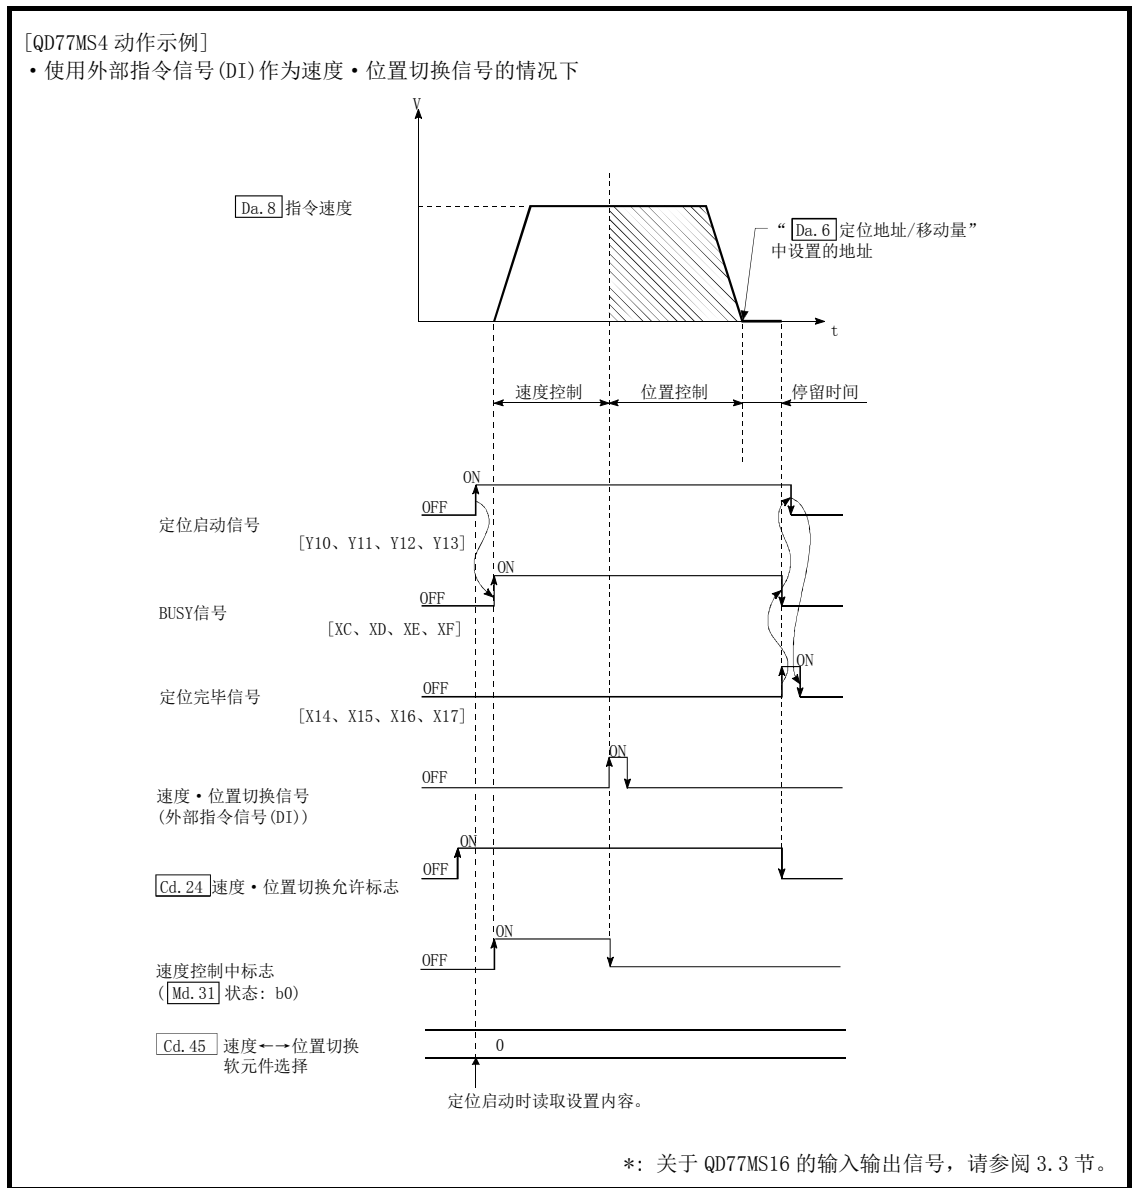 [QD77MS4 动作示例]
•使用外部指令信号(DI)作为速度•位置切换信号的情况下
V
Da.8 指令速度
“ Da.6 定位地址/移动量”
中设置的地址
t
速度控制 位置控制 停留时间
ON
OFF
定位启动信号
[Y10、Y11、Y12、Y13]
ON
OFF
BUSY信号
[XC、XD、XE、XF]
ON
OFF
定位完毕信号
[X14、X15、X16、X17]
ON
OFF
速度•位置切换信号
(外部指令信号(DI))
ON
OFF
Cd.24 速度•位置切换允许标志
ON
OFF
速度控制中标志
( Md.31 状态: b0)
Cd.45 速度←→位置切换 0
软元件选择
定位启动时读取设置内容。
*: 关于 QD77MS16 的输入输出信号，请参阅 3.3 节。